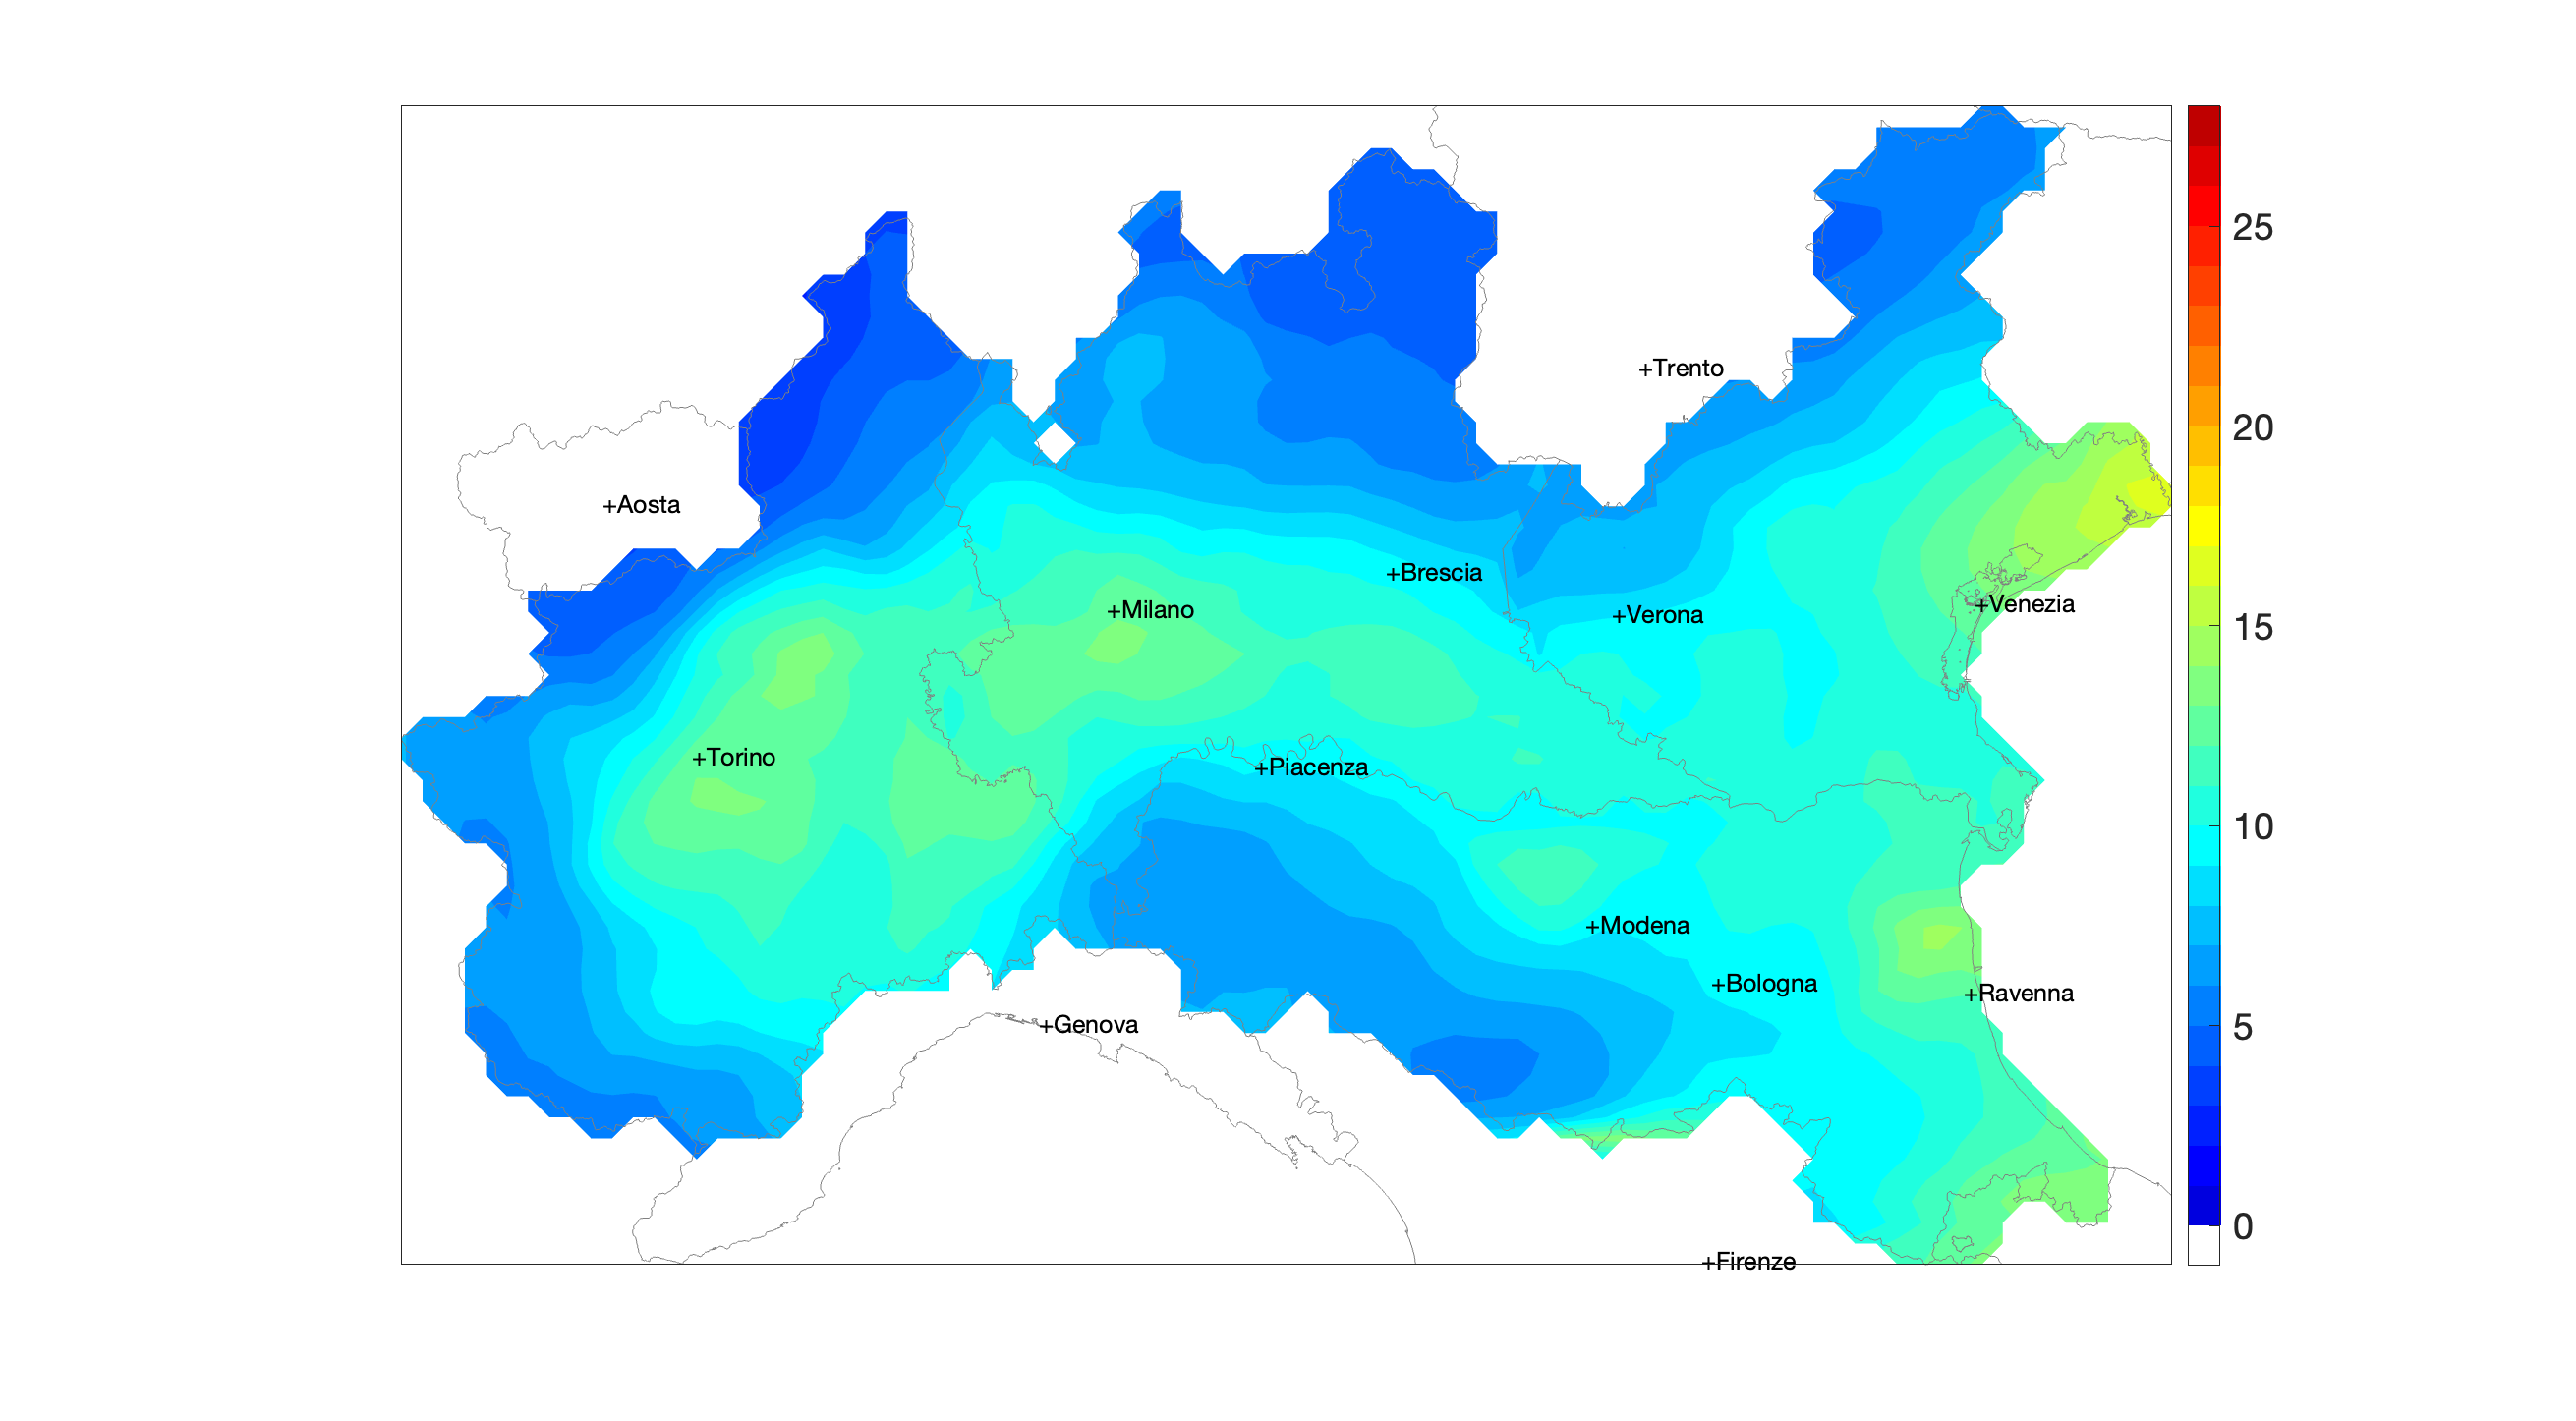 +Trento
+Aosta
+Brescia
+Milano
+Verona
+Venezia
+Torino
+Piacenza
+Modena
+Bologna
+Ravenna
+Genova
+Firenze
25
20
15
10
5
0